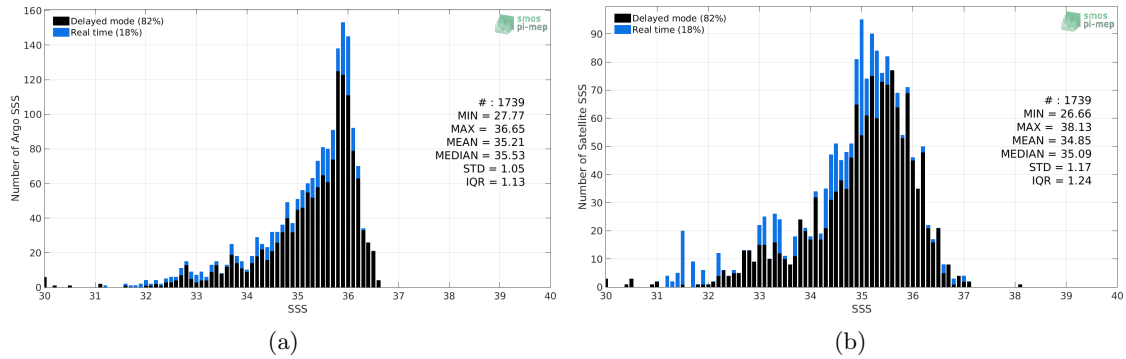 Delayed mode (82%)
Real time (18%)
smos
pi-mep
Number of Argo SSS
160
140
120
100
80
60
40
20
0
# : 1739
MIN = 27.77
MAX = 36.65
MEAN = 35.21
MEDIAN = 35.53
STD = 1.05
IQR = 1.13
30 31 32 33 34 35 36 37 38 39 40
SSS
(a)
Delayed mode (82%)
Real time (18%)
smos
pi-mep
Number of Satellite SSS
90
80
70
60
50
40
30
20
10
0
# : 1739
MIN = 26.66
MAX = 38.13
MEAN = 34.85
MEDIAN = 35.09
STD = 1.17
IQR = 1.24
30 31 32 33 34 35 36 37 38 39 40
SSS
(b)